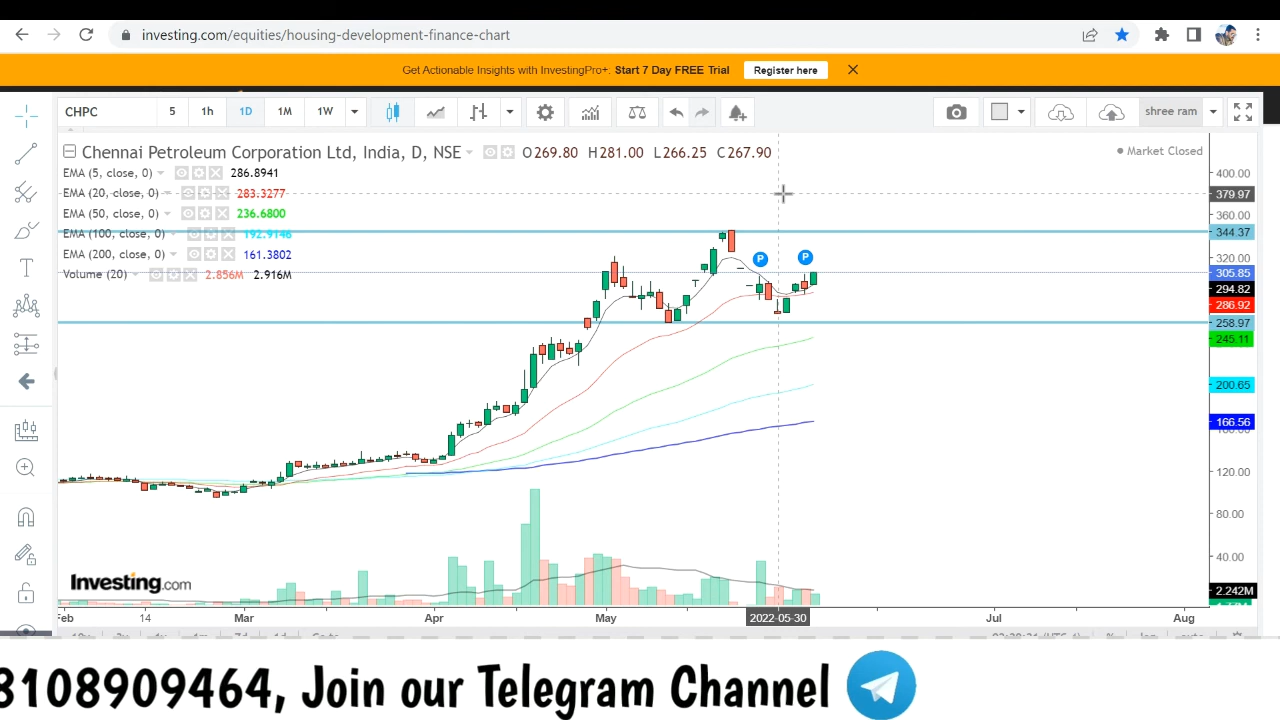 investing.com/equities/housing-development-finance-chart
Get Actionable Insights with InvestingPro+. Start 7 Day FREE Trial
Register here
CHPC 5 1h 1D 1M 1W shree ram
Chennai Petroleum Corporation Ltd, India, D, NSE O269.80 H281.00 L266.25 C267.90
Market Closed
EMA (5, close, 0) 286.8941
EMA (20, close, 0) 283.3277
EMA (50, close, 0) 236.6800
EMA (100, close, 0) 192.9146
EMA (200, close, 0) 161.3802
Volume (20) 2.856M 2.916M
400.00
379.97
360.00
344.37
320.00
305.85
294.82
286.92
258.97
245.11
200.65
166.56
120.00
80.00
40.00
2.242M
P P
Investing.com
Feb 14 Mar Apr May 2022-05-30 Jul Aug
8108909464, Join our Telegram Channel